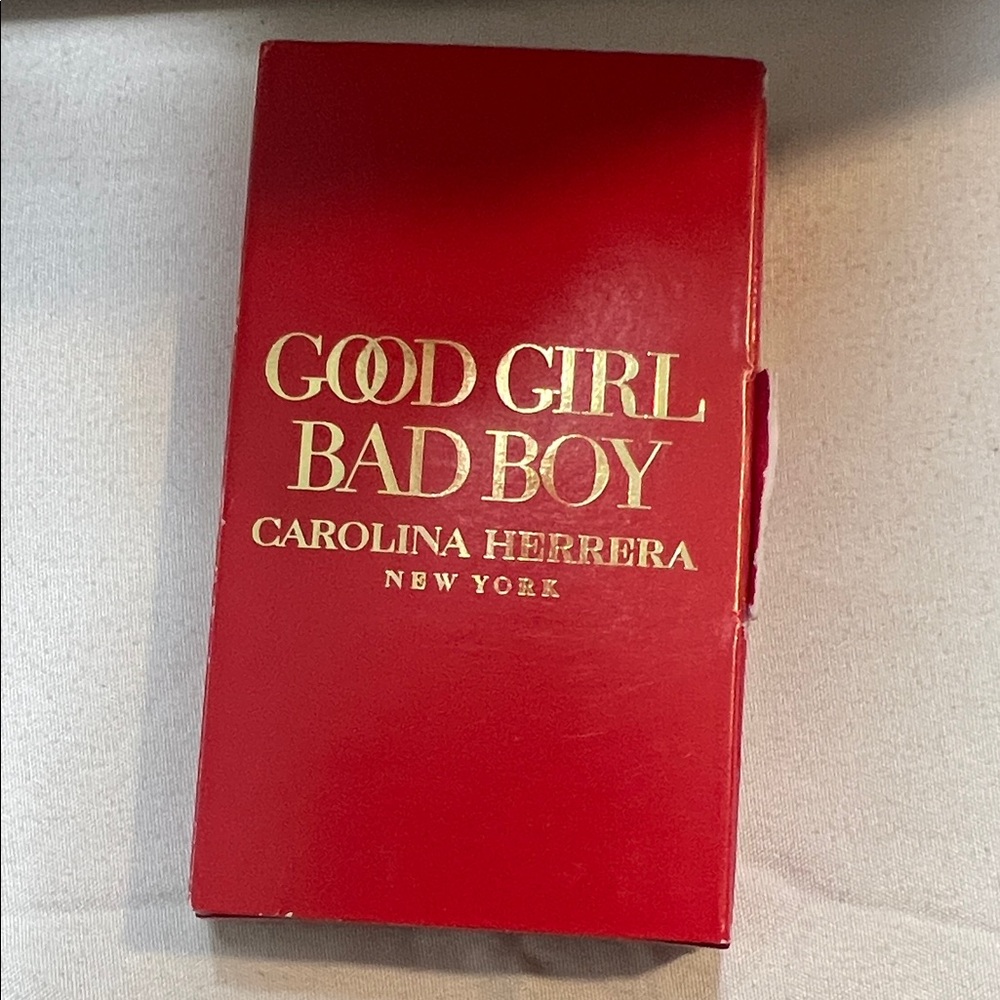 GOOD GIRL
BAD BOY
CAROLINA HERRERA
NEW YORK